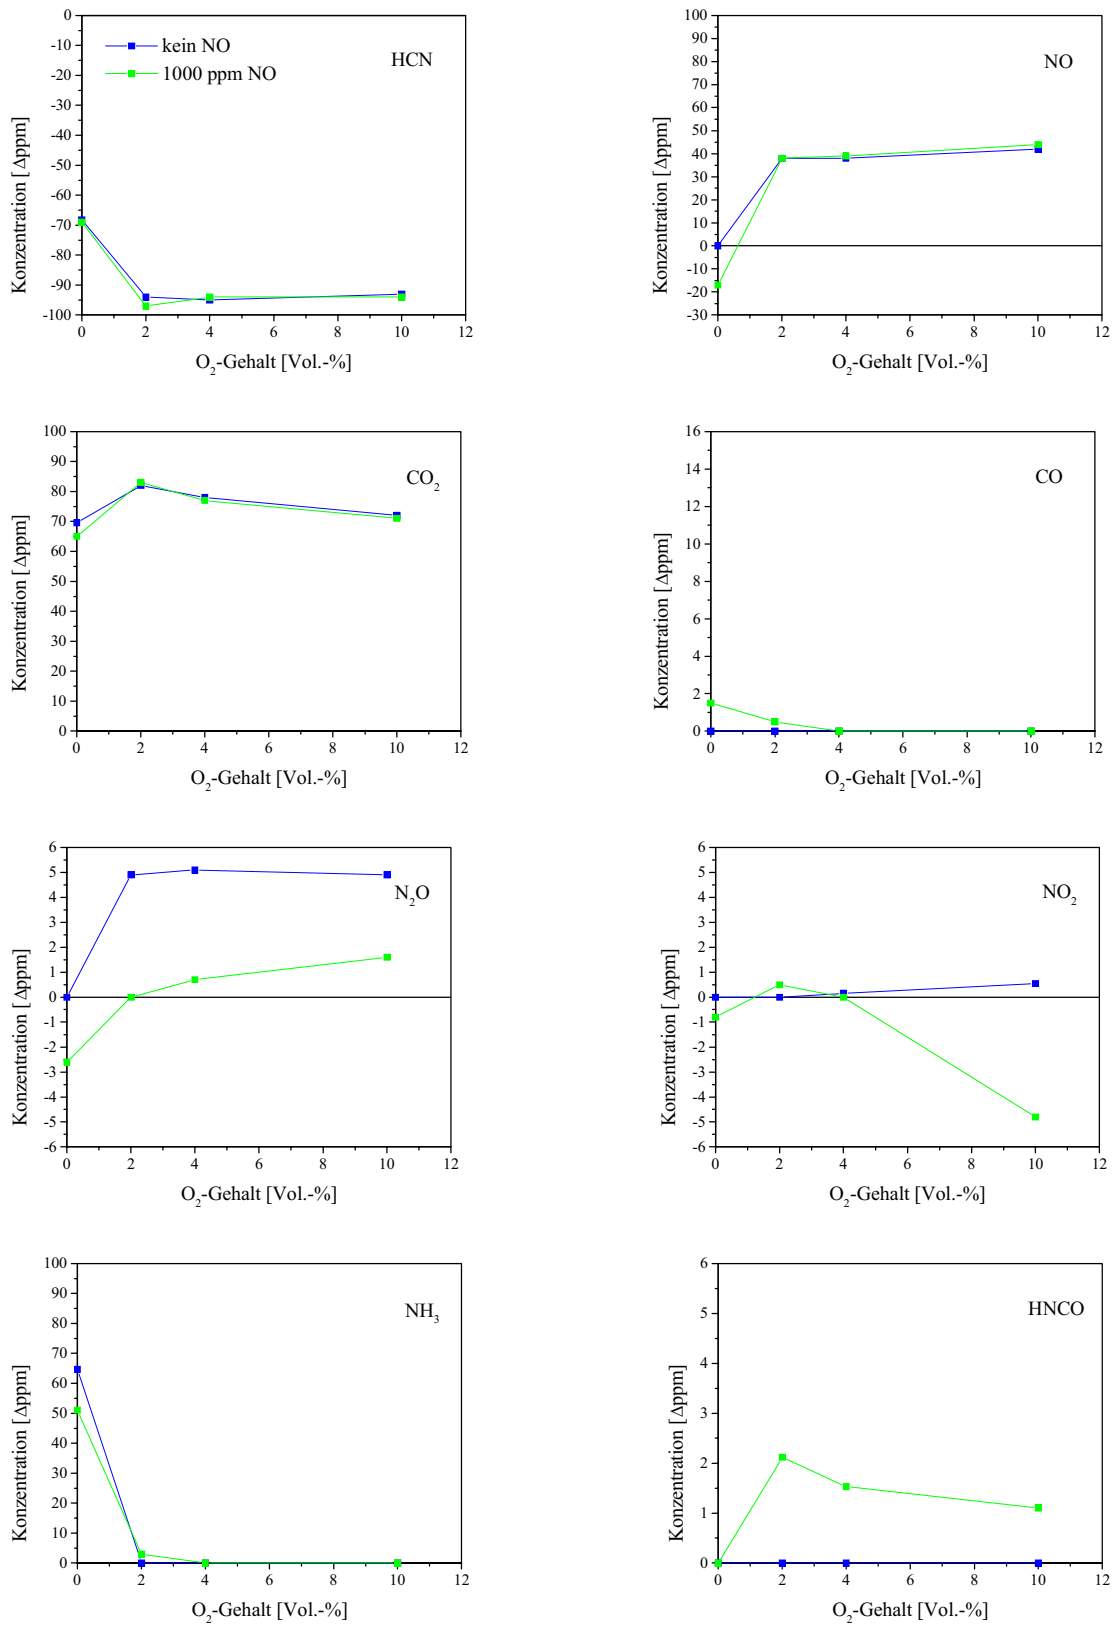 kein NO
1000 ppm NO
HCN
0
-10
-20
-30
-40
-50
-60
-70
-80
-90
-100
0 2 4 6 8 10 12
Konzentration [Δppm]
O₂-Gehalt [Vol.-%]
NO
100
90
80
70
60
50
40
30
20
10
0
-10
-20
-30
0 2 4 6 8 10 12
Konzentration [Δppm]
O₂-Gehalt [Vol.-%]
CO₂
100
90
80
70
60
50
40
30
20
10
0
0 2 4 6 8 10 12
Konzentration [Δppm]
O₂-Gehalt [Vol.-%]
CO
16
14
12
10
8
6
4
2
0
0 2 4 6 8 10 12
Konzentration [Δppm]
O₂-Gehalt [Vol.-%]
N₂O
6
5
4
3
2
1
0
-1
-2
-3
-4
-5
-6
0 2 4 6 8 10 12
Konzentration [Δppm]
O₂-Gehalt [Vol.-%]
NO₂
6
5
4
3
2
1
0
-1
-2
-3
-4
-5
-6
0 2 4 6 8 10 12
Konzentration [Δppm]
O₂-Gehalt [Vol.-%]
NH₃
100
90
80
70
60
50
40
30
20
10
0
0 2 4 6 8 10 12
Konzentration [Δppm]
O₂-Gehalt [Vol.-%]
HNCO
6
5
4
3
2
1
0
0 2 4 6 8 10 12
Konzentration [Δppm]
O₂-Gehalt [Vol.-%]